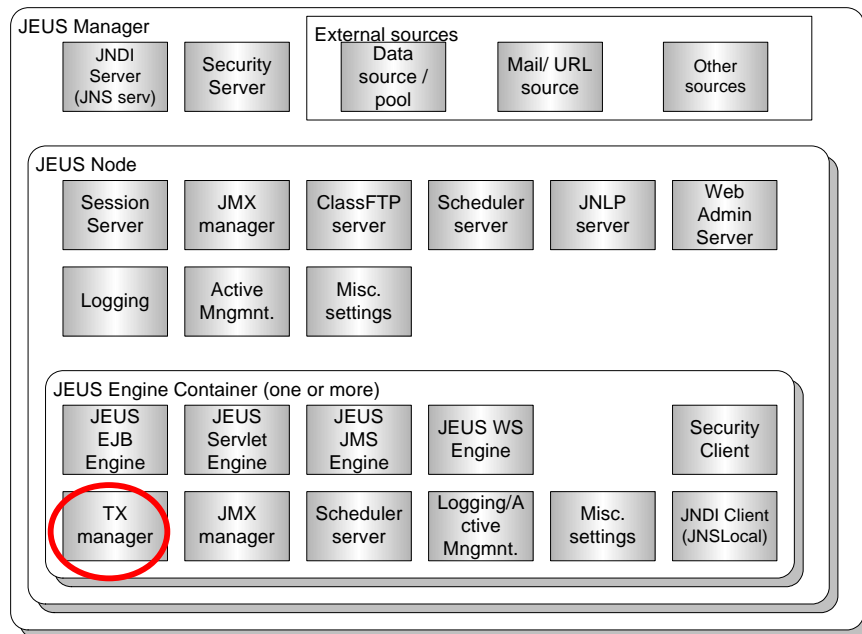 JEUS Manager
JNDI
Server
(JNS serv)
Security
Server
External sources
Data
source /
pool
Mail/ URL
source
Other
sources
JEUS Node
Session
Server
JMX
manager
ClassFTP
server
Scheduler
server
JNLP
server
Web
Admin
Server
Logging
Active
Mngmnt.
Misc.
settings
JEUS Engine Container (one or more)
JEUS
EJB
Engine
JEUS
Servlet
Engine
JEUS
JMS
Engine
JEUS WS
Engine
Security
Client
TX
manager
JMX
manager
Scheduler
server
Logging/A
ctive
Mngmnt.
Misc.
settings
JNDI Client
(JNSLocal)